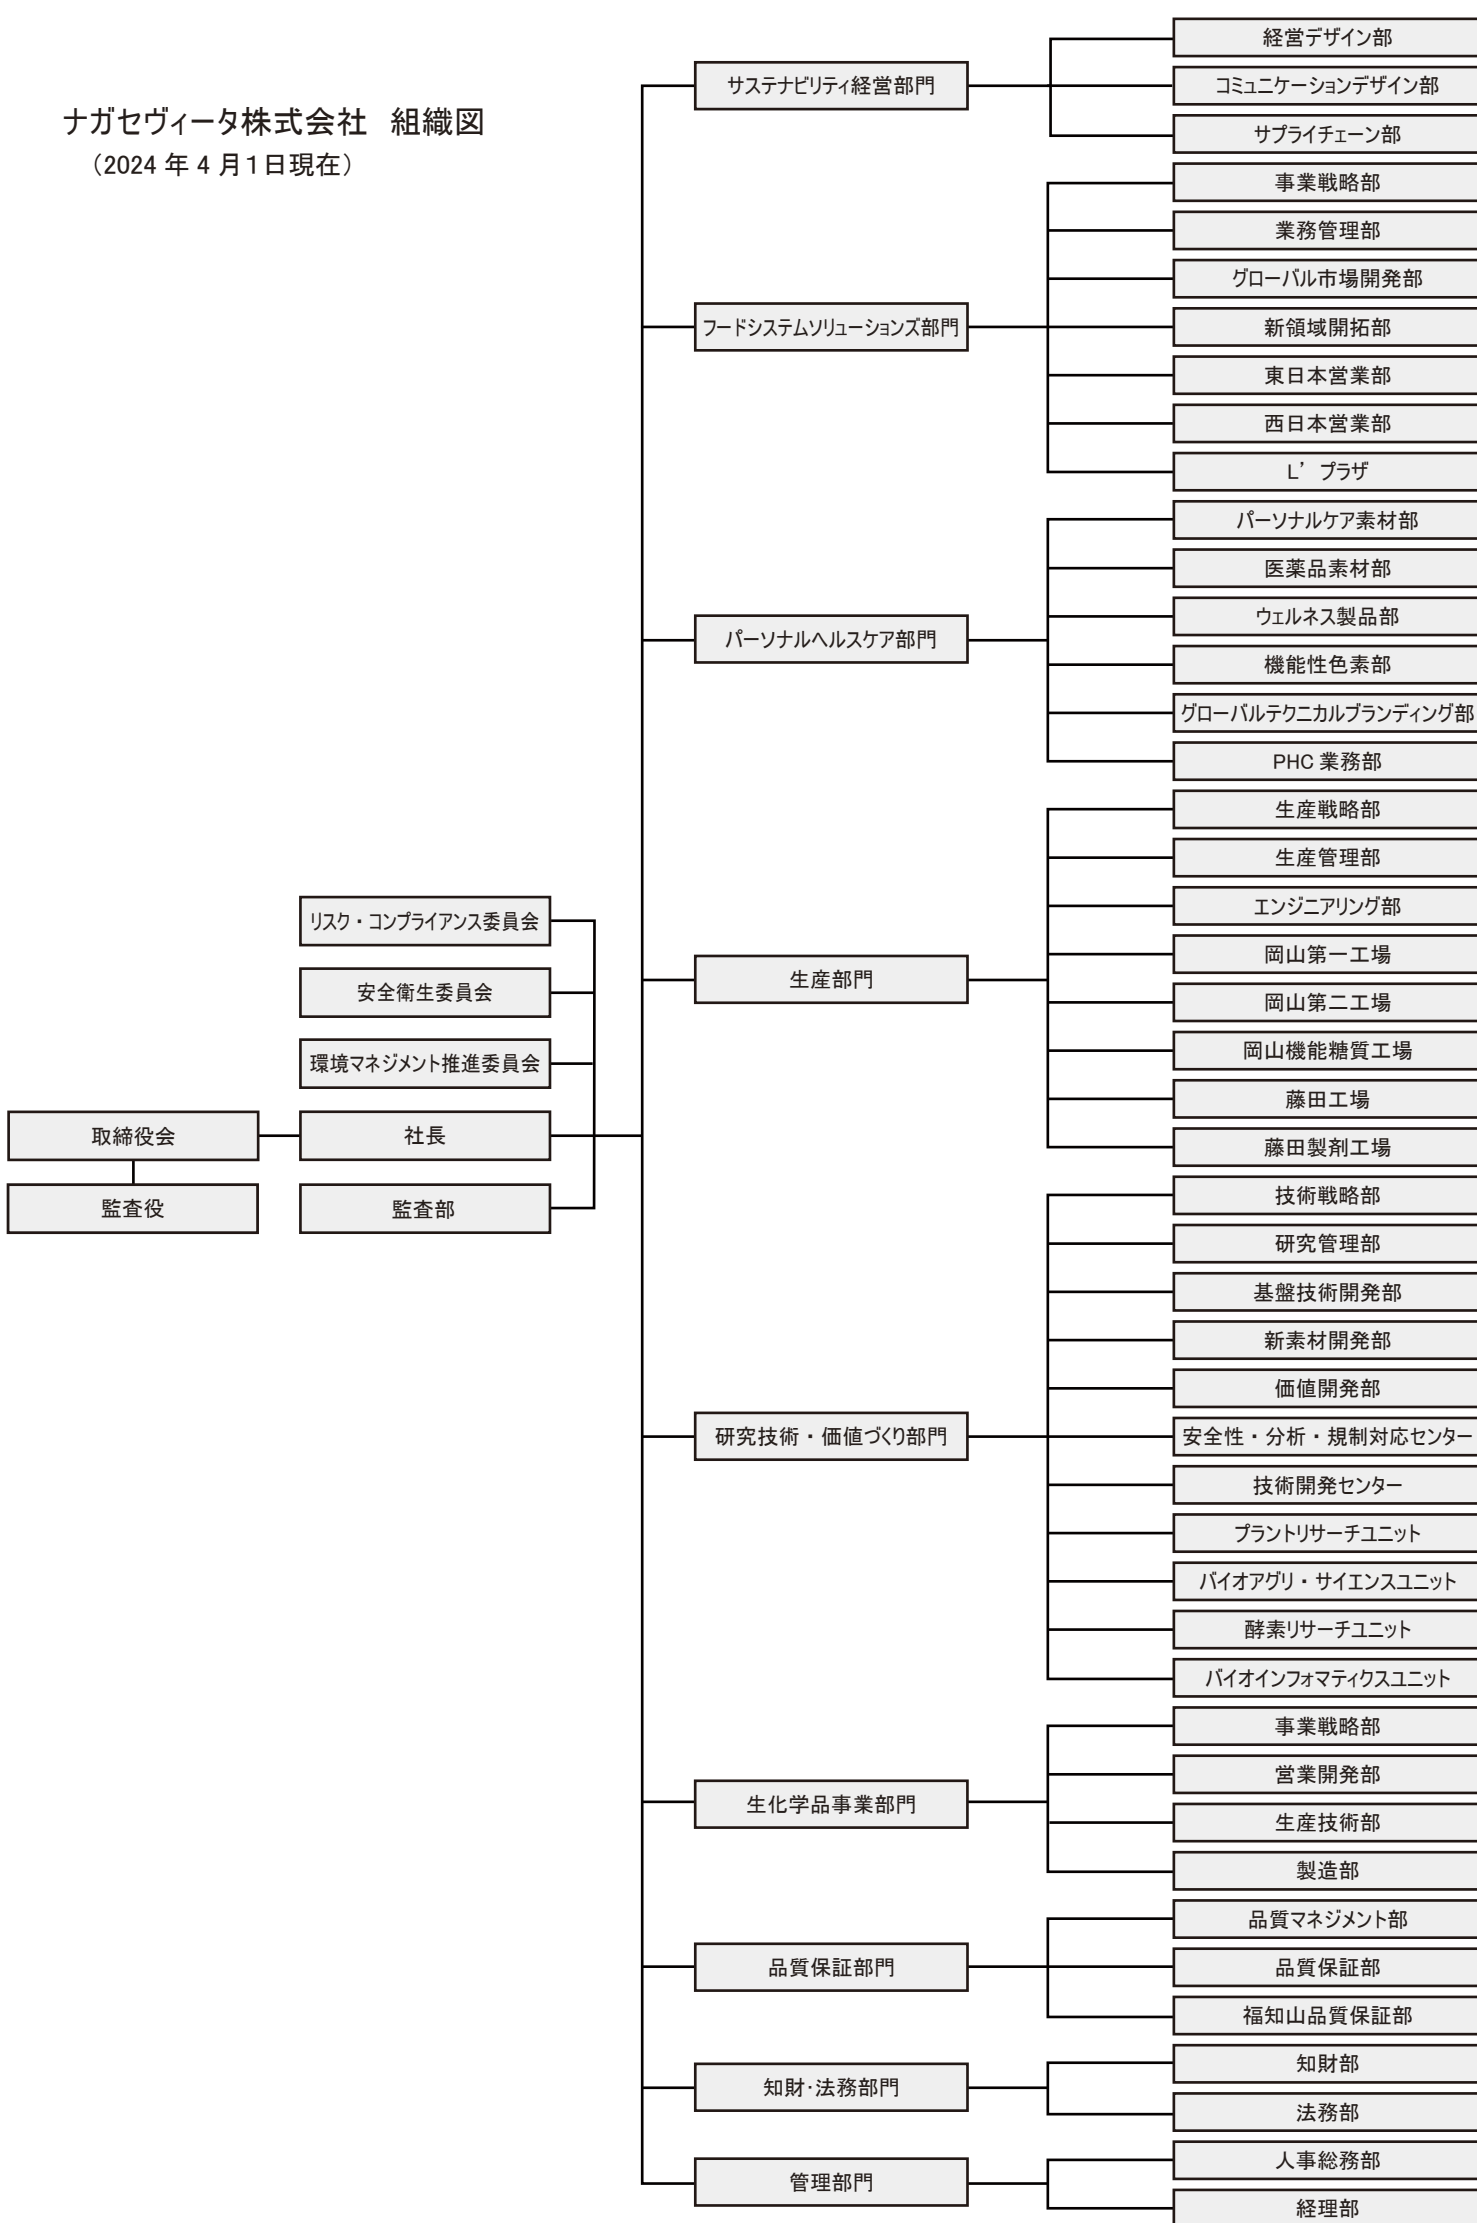 ナガセヴィータ株式会社　組織図
（2024 年 4 月1日現在）
取締役会
監査役
リスク・コンプライアンス委員会
安全衛生委員会
環境マネジメント推進委員会
社長
監査部
サステナビリティ経営部門
経営デザイン部
コミュニケーションデザイン部
サプライチェーン部
フードシステムソリューションズ部門
事業戦略部
業務管理部
グローバル市場開発部
新領域開拓部
東日本営業部
西日本営業部
L’プラザ
パーソナルヘルスケア部門
パーソナルケア素材部
医薬品素材部
ウェルネス製品部
機能性色素部
グローバルテクニカルブランディング部
PHC 業務部
生産部門
生産戦略部
生産管理部
エンジニアリング部
岡山第一工場
岡山第二工場
岡山機能糖質工場
藤田工場
藤田製剤工場
研究技術・価値づくり部門
技術戦略部
研究管理部
基盤技術開発部
新素材開発部
価値開発部
安全性・分析・規制対応センター
技術開発センター
プラントリサーチユニット
バイオアグリ・サイエンスユニット
酵素リサーチユニット
バイオインフォマティクスユニット
生化学品事業部門
事業戦略部
営業開発部
生産技術部
製造部
品質保証部門
品質マネジメント部
品質保証部
福知山品質保証部
知財･法務部門
知財部
法務部
管理部門
人事総務部
経理部